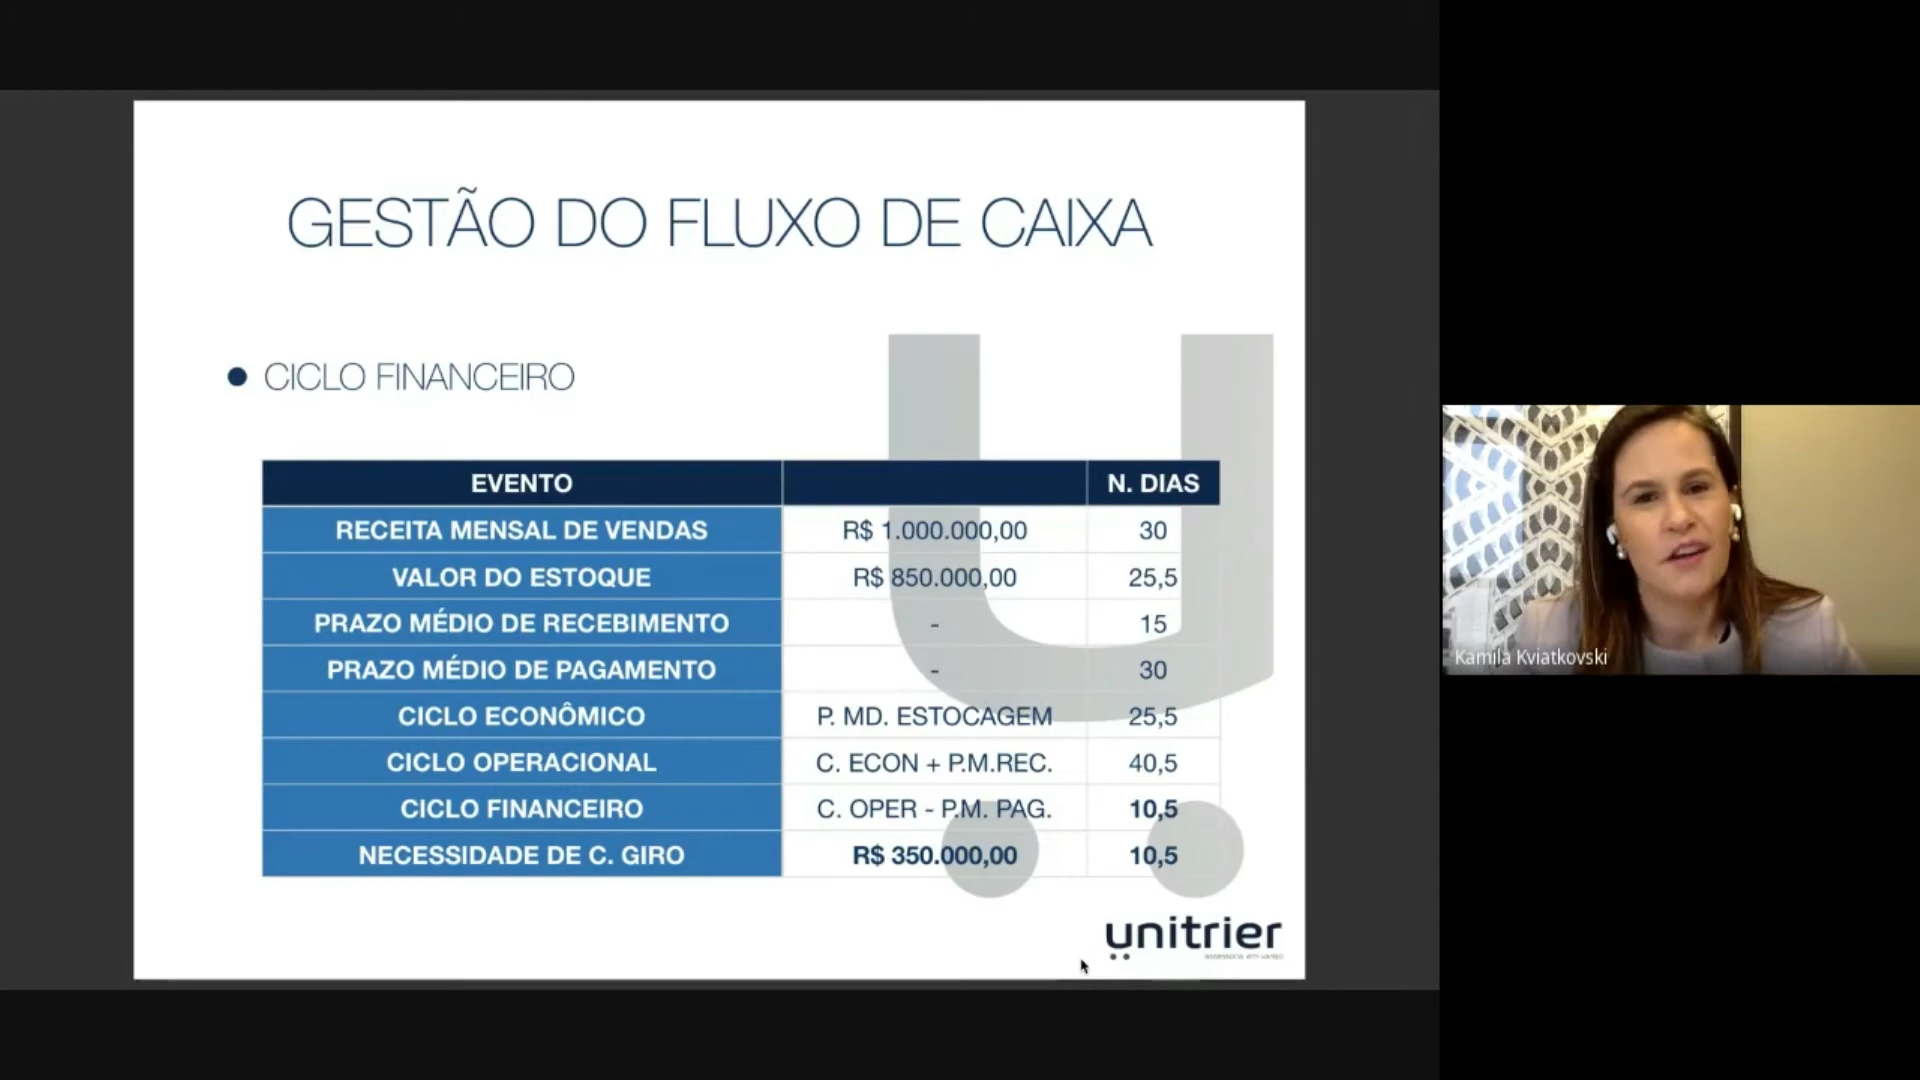 GESTÃO DO FLUXO DE CAIXA
CICLO FINANCEIRO
EVENTO N. DIAS
RECEITA MENSAL DE VENDAS R$ 1.000.000,00 30
VALOR DO ESTOQUE R$ 850.000,00 25,5
PRAZO MÉDIO DE RECEBIMENTO - 15
PRAZO MÉDIO DE PAGAMENTO - 30
CICLO ECONÔMICO P. MD. ESTOCAGEM 25,5
CICLO OPERACIONAL C. ECON + P.M.REC. 40,5
CICLO FINANCEIRO C. OPER - P.M. PAG. 10,5
NECESSIDADE DE C. GIRO R$ 350.000,00 10,5
unitrier
assessoria em varejo
Kamila Kviatkovski